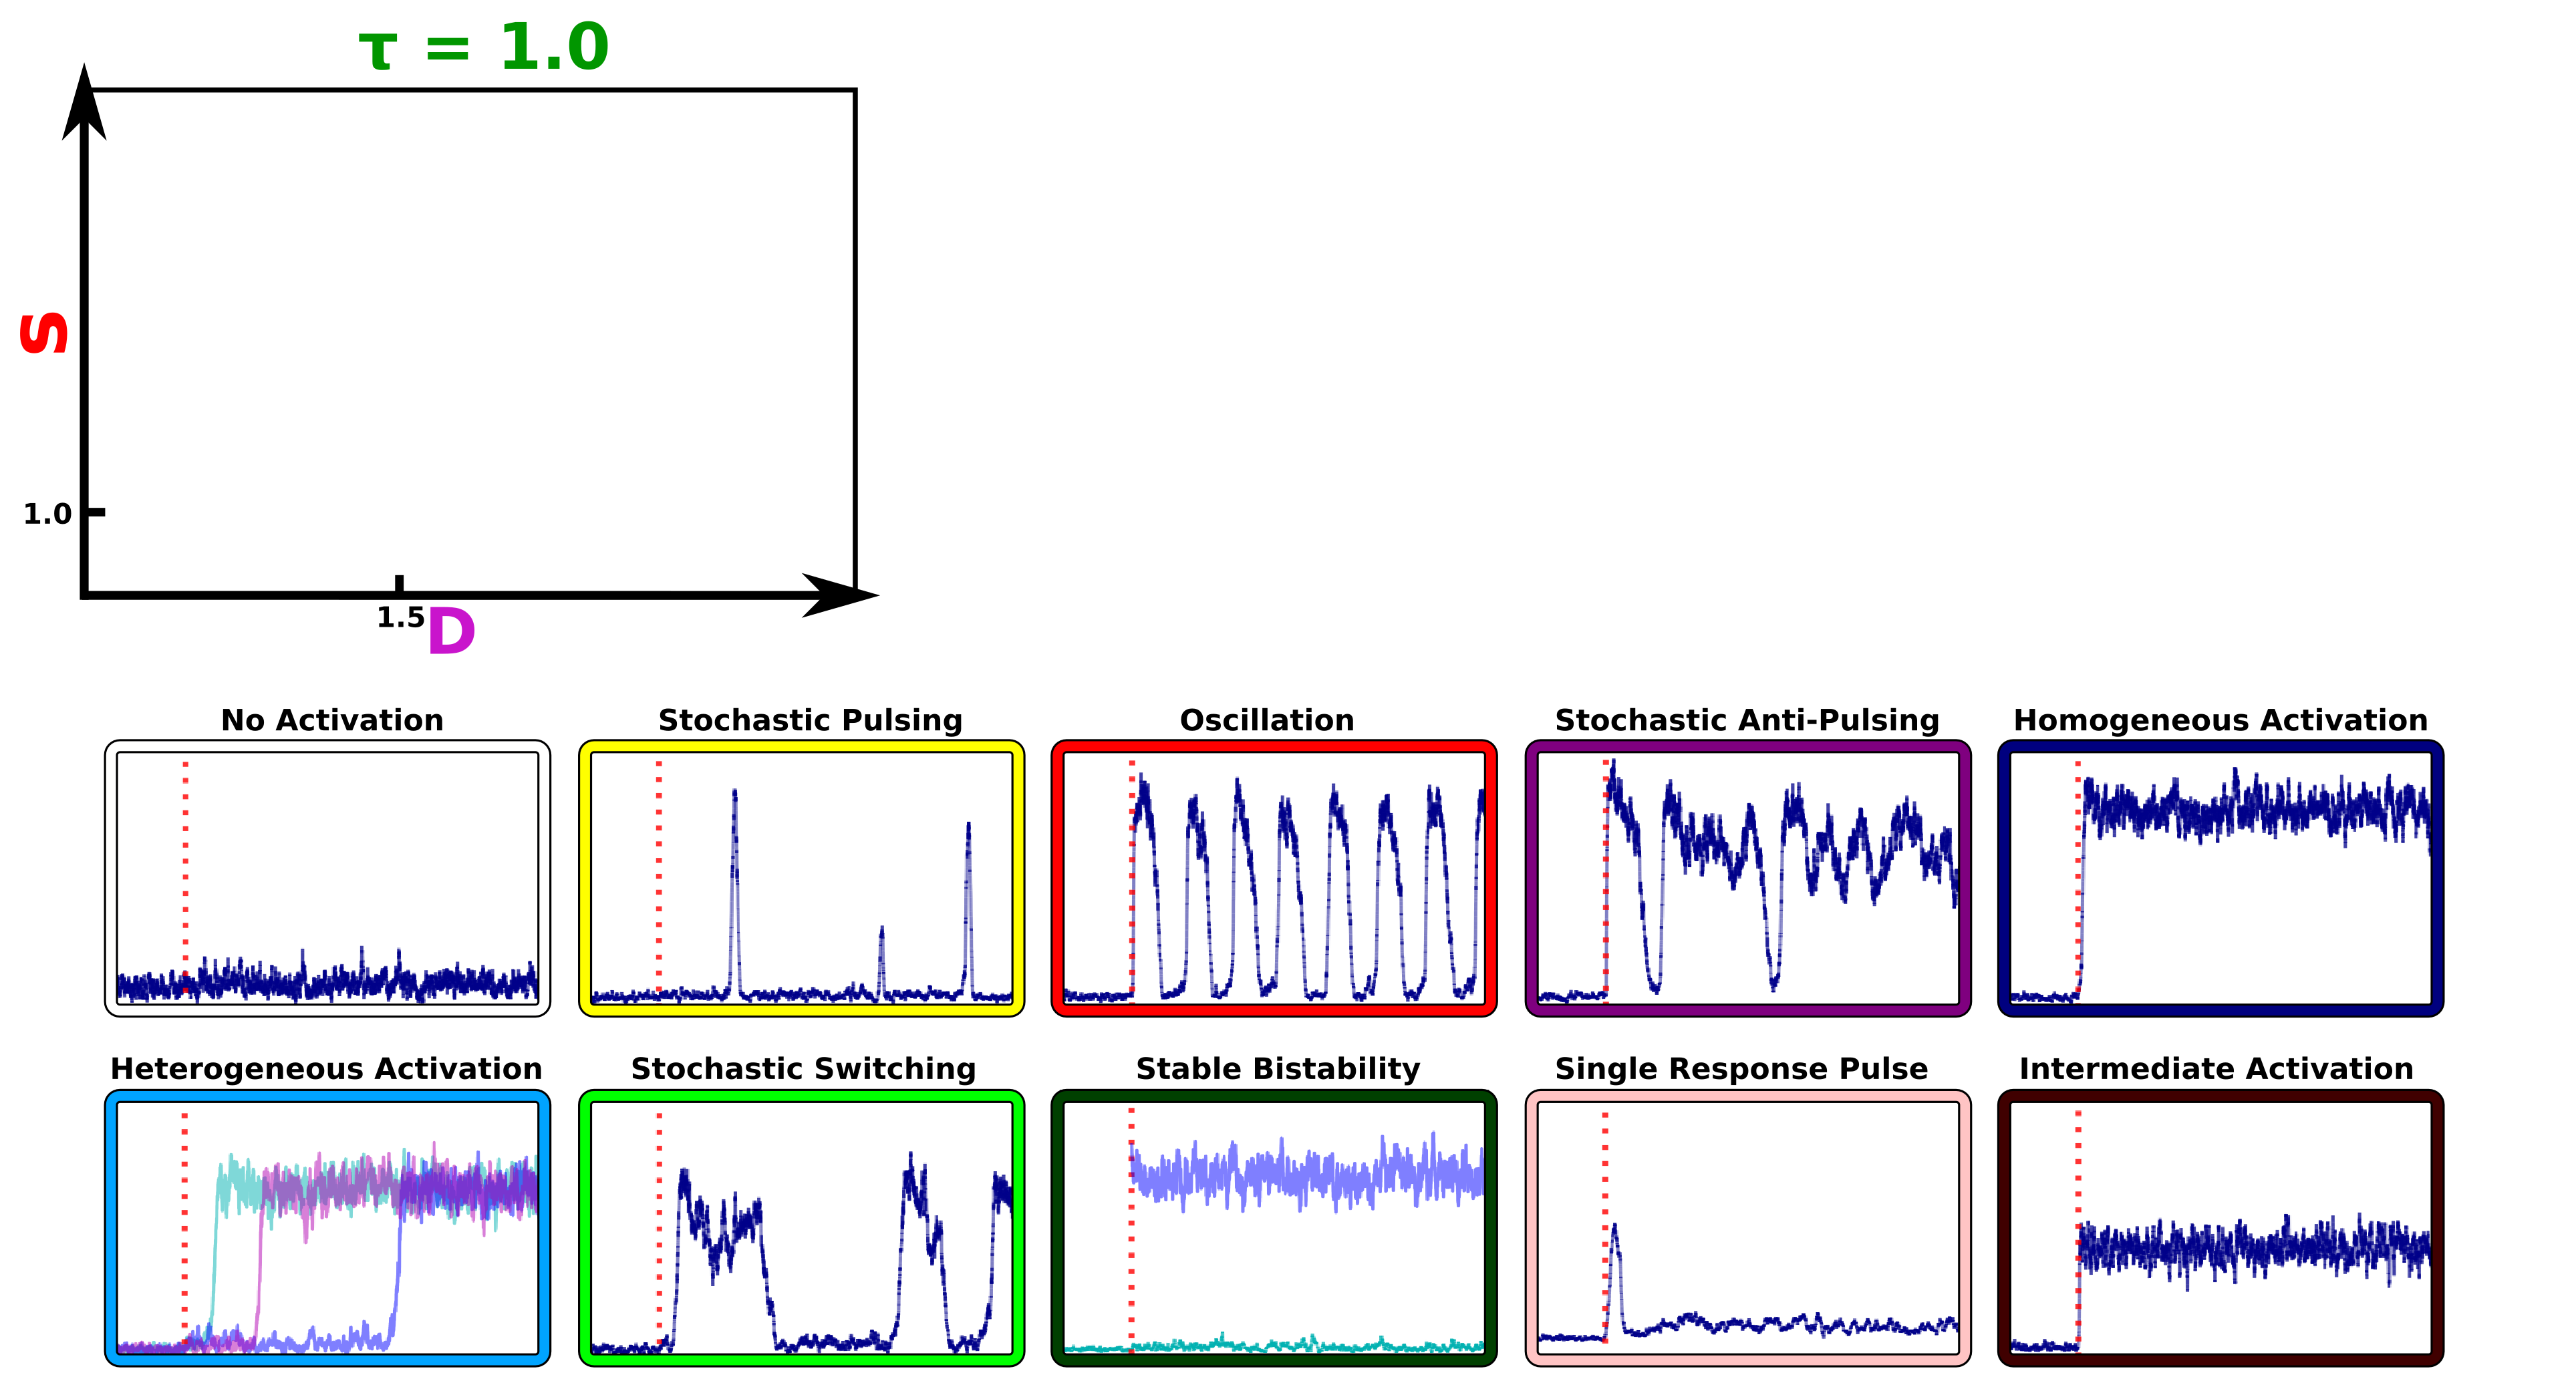 τ = 1.0
S
1.0
1.5
D
No Activation
Stochastic Pulsing
Oscillation
Stochastic Anti-Pulsing
Homogeneous Activation
Heterogeneous Activation
Stochastic Switching
Stable Bistability
Single Response Pulse
Intermediate Activation